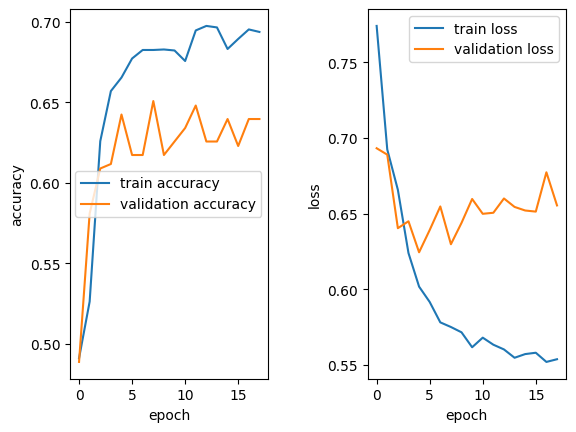 0.70
0.65
0.60
0.55
0.50
accuracy
train accuracy
validation accuracy
0 5 10 15
epoch
0.75
0.70
0.65
0.60
0.55
loss
train loss
validation loss
0 5 10 15
epoch